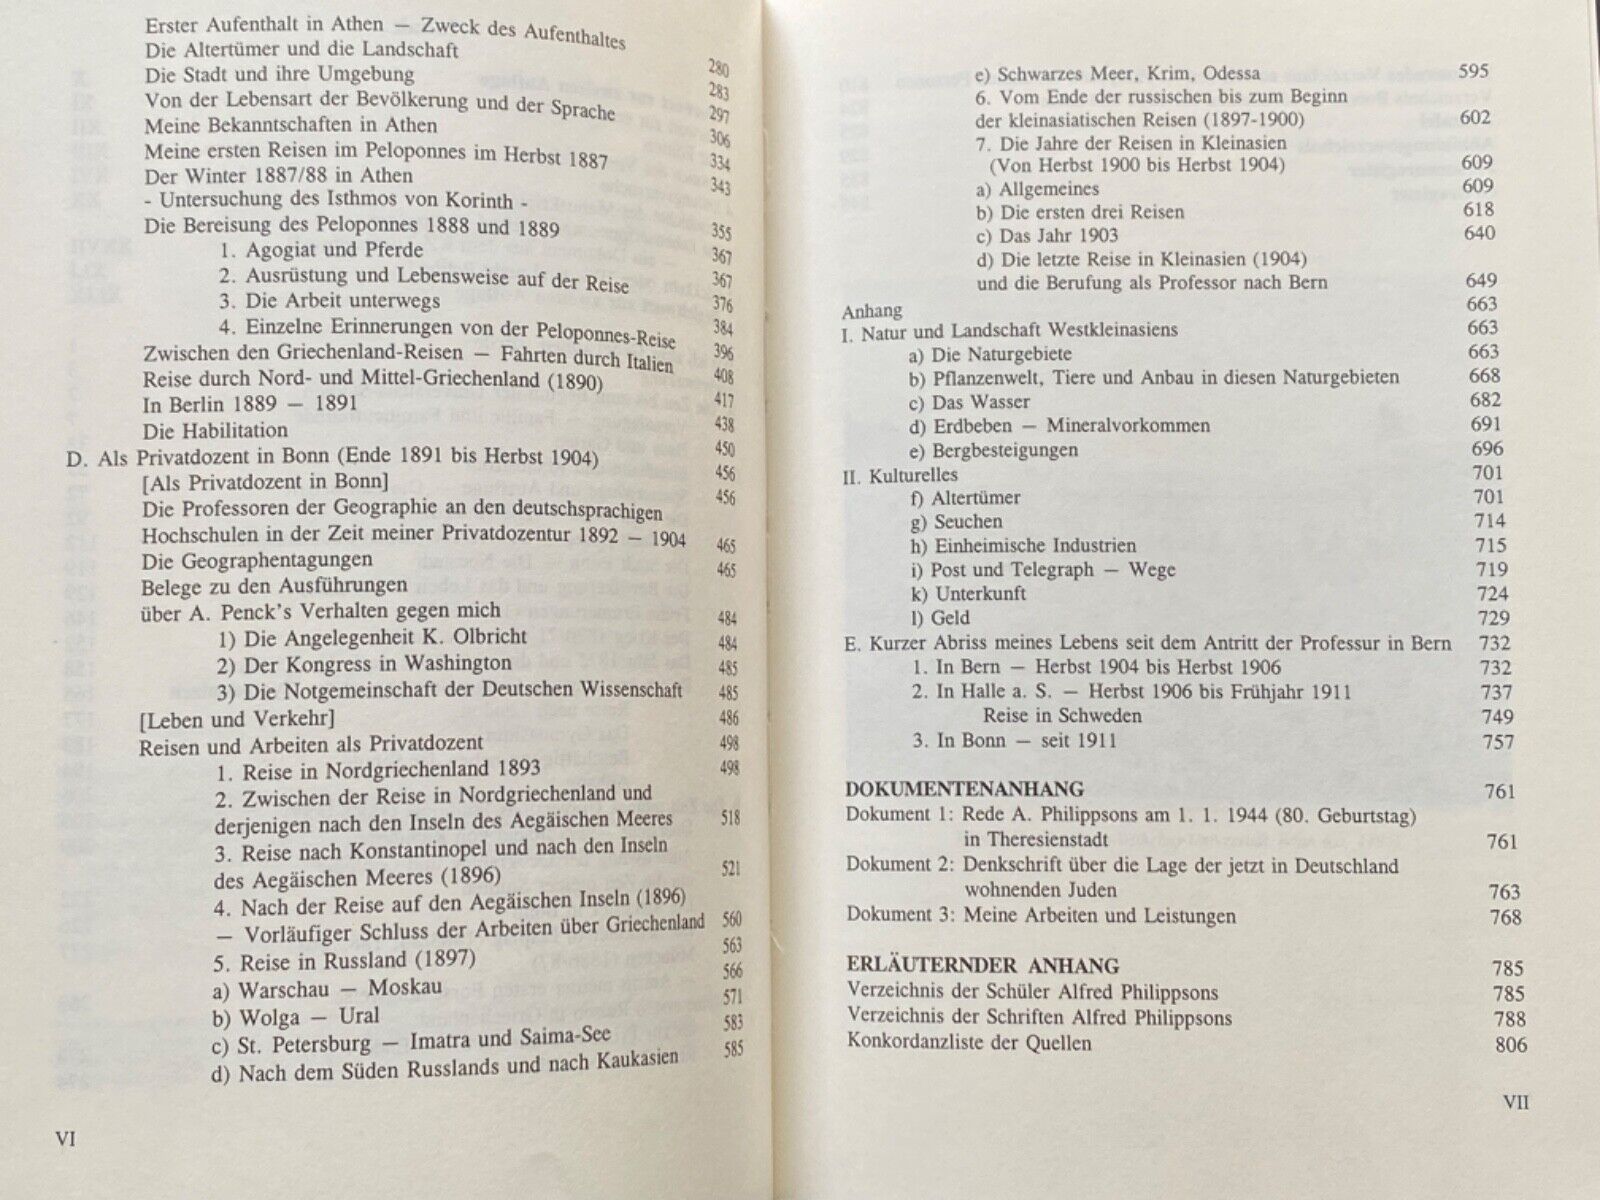 Erster Aufenthalt in Athen — Zweck des Aufenthaltes 280
Die Altertümer und die Landschaft 283
Die Stadt und ihre Umgebung 297
Von der Lebensart der Bevölkerung und der Sprache 306
Meine Bekanntschaften in Athen 334
Meine ersten Reisen im Peloponnes im Herbst 1887 343
Der Winter 1887/88 in Athen
- Untersuchung des Isthmos von Korinth - 355
Die Bereisung des Peloponnes 1888 und 1889 367
1. Agogiat und Pferde 367
2. Ausrüstung und Lebensweise auf der Reise 376
3. Die Arbeit unterwegs 384
4. Einzelne Erinnerungen von der Peloponnes-Reise 396
Zwischen den Griechenland-Reisen — Fahrten durch Italien 408
Reise durch Nord- und Mittel-Griechenland (1890) 417
In Berlin 1889 — 1891 438
Die Habilitation 450
D. Als Privatdozent in Bonn (Ende 1891 bis Herbst 1904) 456
[Als Privatdozent in Bonn] 456
Die Professoren der Geographie an den deutschsprachigen
Hochschulen in der Zeit meiner Privatdozentur 1892 — 1904 465
Die Geographentagungen 465
Belege zu den Ausführungen
über A. Penck's Verhalten gegen mich 484
1) Die Angelegenheit K. Olbricht 484
2) Der Kongress in Washington 485
3) Die Notgemeinschaft der Deutschen Wissenschaft 485
[Leben und Verkehr] 486
Reisen und Arbeiten als Privatdozent 498
1. Reise in Nordgriechenland 1893 498
2. Zwischen der Reise in Nordgriechenland und
derjenigen nach den Inseln des Aegäischen Meeres 518
3. Reise nach Konstantinopel und nach den Inseln
des Aegäischen Meeres (1896) 521
4. Nach der Reise auf den Aegäischen Inseln (1896)
— Vorläufiger Schluss der Arbeiten über Griechenland 560
5. Reise in Russland (1897) 563
a) Warschau — Moskau 566
b) Wolga — Ural 571
c) St. Petersburg — Imatra und Saima-See 583
d) Nach dem Süden Russlands und nach Kaukasien 585
VI
e) Schwarzes Meer, Krim, Odessa 595
6. Vom Ende der russischen bis zum Beginn
der kleinasiatischen Reisen (1897-1900) 602
7. Die Jahre der Reisen in Kleinasien
(Von Herbst 1900 bis Herbst 1904) 609
a) Allgemeines 609
b) Die ersten drei Reisen 618
c) Das Jahr 1903 640
d) Die letzte Reise in Kleinasien (1904)
und die Berufung als Professor nach Bern 649
Anhang 663
I. Natur und Landschaft Westkleinasiens 663
a) Die Naturgebiete 663
b) Pflanzenwelt, Tiere und Anbau in diesen Naturgebieten 668
c) Das Wasser 682
d) Erdbeben — Mineralvorkommen 691
e) Bergbesteigungen 696
II. Kulturelles 701
f) Altertümer 701
g) Seuchen 714
h) Einheimische Industrien 715
i) Post und Telegraph — Wege 719
k) Unterkunft 724
l) Geld 729
E. Kurzer Abriss meines Lebens seit dem Antritt der Professur in Bern 732
1. In Bern — Herbst 1904 bis Herbst 1906 732
2. In Halle a. S. — Herbst 1906 bis Frühjahr 1911 737
Reise in Schweden 749
3. In Bonn — seit 1911 757
DOKUMENTENANHANG 761
Dokument 1: Rede A. Philippsons am 1. 1. 1944 (80. Geburtstag)
in Theresienstadt 761
Dokument 2: Denkschrift über die Lage der jetzt in Deutschland
wohnenden Juden 763
Dokument 3: Meine Arbeiten und Leistungen 768
ERLÄUTERNDER ANHANG 785
Verzeichnis der Schüler Alfred Philippsons 785
Verzeichnis der Schriften Alfred Philippsons 788
Konkordanzliste der Quellen 806
VII